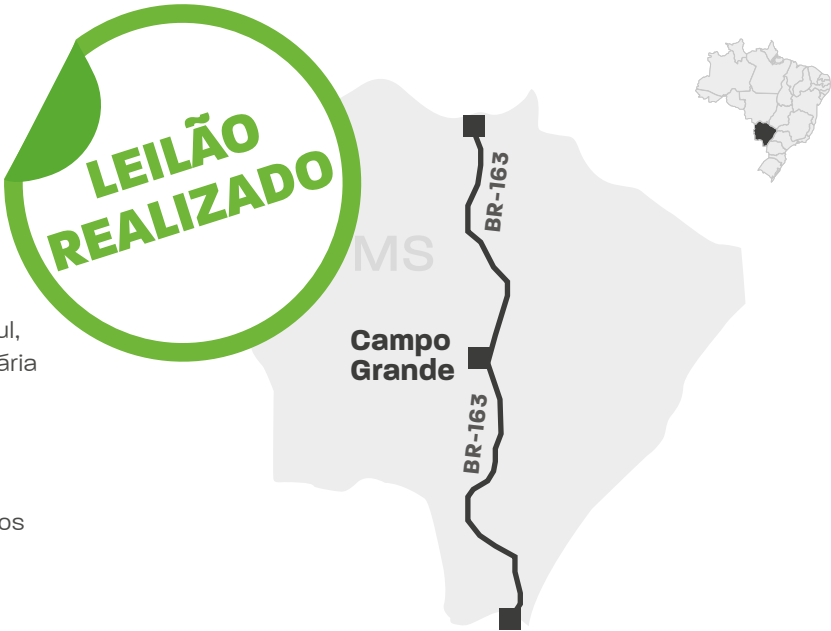 LEILÃO
REALIZADO
BR-163
MS
ul,
ária
Campo
Grande
BR-163
os